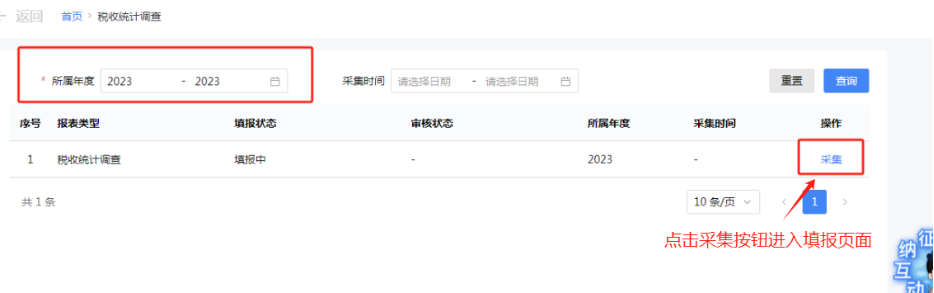 ← 返回 首页 > 税收统计调查
* 所属年度 2023 - 2023 采集时间 请选择日期 - 请选择日期 重置 查询
序号 报表类型 填报状态 审核状态 所属年度 采集时间 操作
1 税收统计调查 填报中 - 2023 - 采集
共 1 条 10 条/页 < 1 >
点击采集按钮进入填报页面
征
纳
互
动